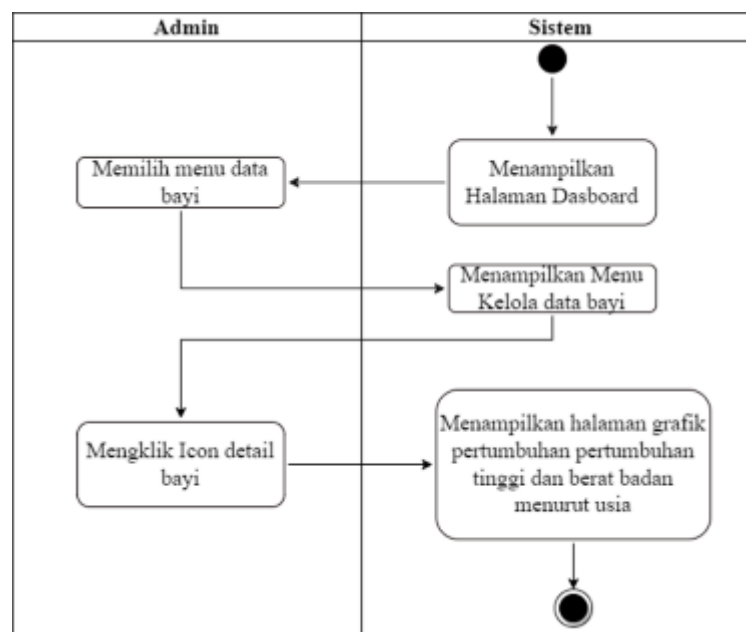 Admin
Sistem
Menampilkan
Halaman Dasboard
Memilih menu data
bayi
Menampilkan Menu
Kelola data bayi
Mengklik Icon detail
bayi
Menampilkan halaman grafik
pertumbuhan pertumbuhan
tinggi dan berat badan
menurut usia